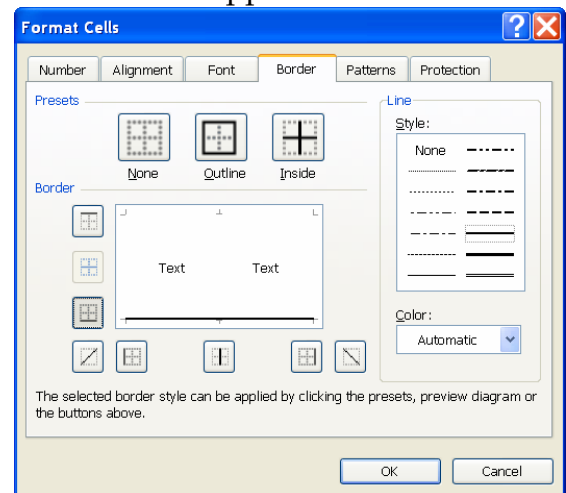 Format Cells
Number Alignment Font Border Patterns Protection
Presets
None Outline Inside
Line
Style:
None
Border
Text Text
Color:
Automatic
The selected border style can be applied by clicking the presets, preview diagram or
the buttons above.
OK Cancel